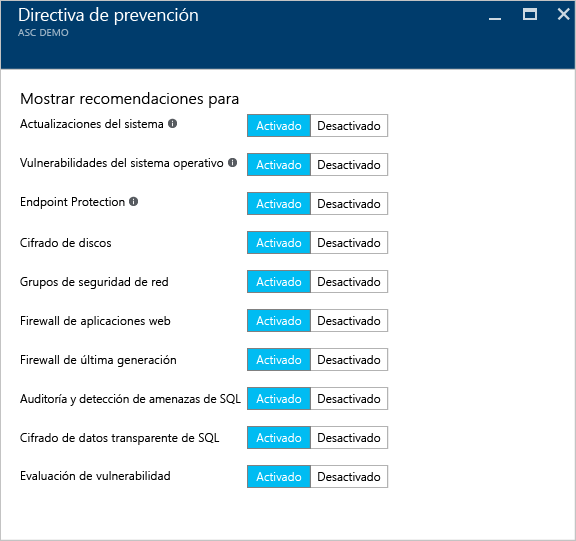 Directiva de prevención
ASC DEMO
Mostrar recomendaciones para
Actualizaciones del sistema Activado Desactivado
Vulnerabilidades del sistema operativo Activado Desactivado
Endpoint Protection Activado Desactivado
Cifrado de discos Activado Desactivado
Grupos de seguridad de red Activado Desactivado
Firewall de aplicaciones web Activado Desactivado
Firewall de última generación Activado Desactivado
Auditoría y detección de amenazas de SQL Activado Desactivado
Cifrado de datos transparente de SQL Activado Desactivado
Evaluación de vulnerabilidad Activado Desactivado